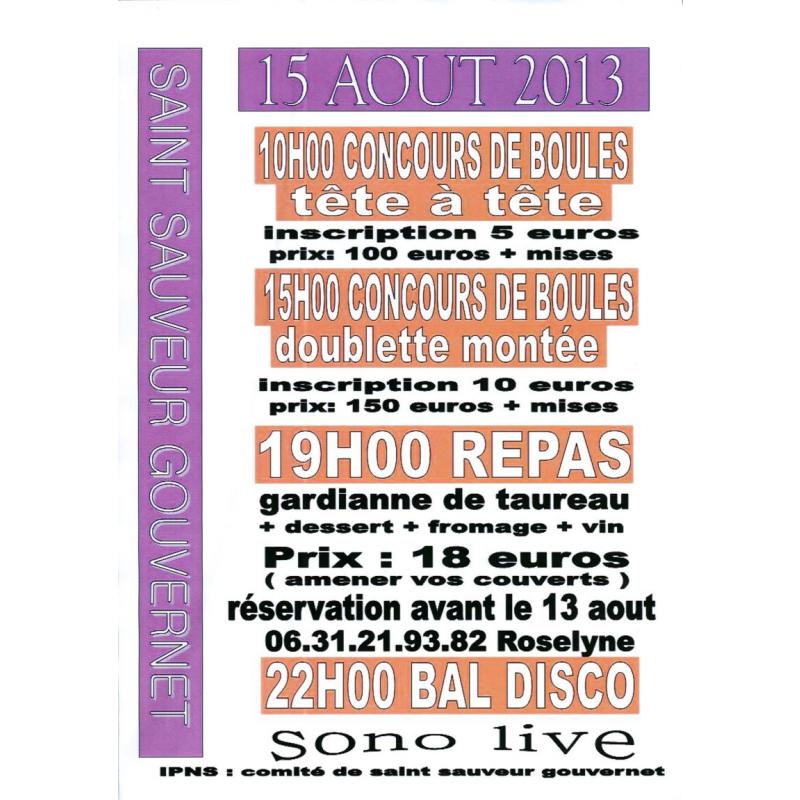 SAINT SAUVEUR GOUVERNET
15 AOUT 2013
10H00 CONCOURS DE BOULES
tête à tête
inscription 5 euros
prix: 100 euros + mises
15H00 CONCOURS DE BOULES
doublette montée
inscription 10 euros
prix: 150 euros + mises
19H00 REPAS
gardianne de taureau
+ dessert + fromage + vin
Prix : 18 euros
( amener vos couverts )
réservation avant le 13 aout
06.31.21.93.82 Roselyne
22H00 BAL DISCO
sono live
IPNS : comité de saint sauveur gouvernet